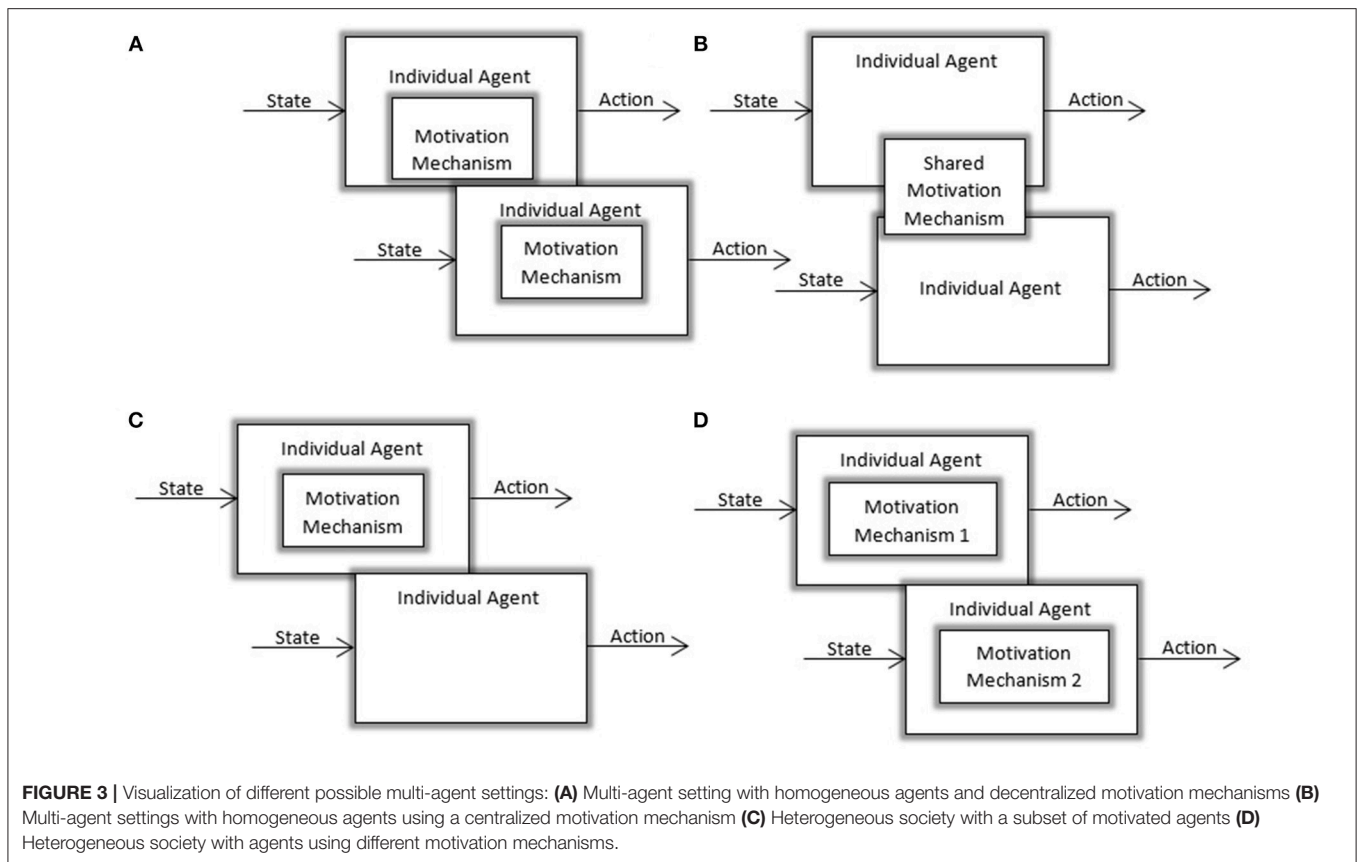 A
Individual Agent
State
Action
Motivation
Mechanism
Individual Agent
State
Action
Motivation
Mechanism
B
Individual Agent
State
Action
Shared
Motivation
Mechanism
State
Action
Individual Agent
C
Individual Agent
State
Action
Motivation
Mechanism
Individual Agent
State
Action
D
Individual Agent
State
Action
Motivation
Mechanism 1
Individual Agent
State
Action
Motivation
Mechanism 2
FIGURE 3 | Visualization of different possible multi-agent settings: (A) Multi-agent setting with homogeneous agents and decentralized motivation mechanisms (B)
Multi-agent settings with homogeneous agents using a centralized motivation mechanism (C) Heterogeneous society with a subset of motivated agents (D)
Heterogeneous society with agents using different motivation mechanisms.